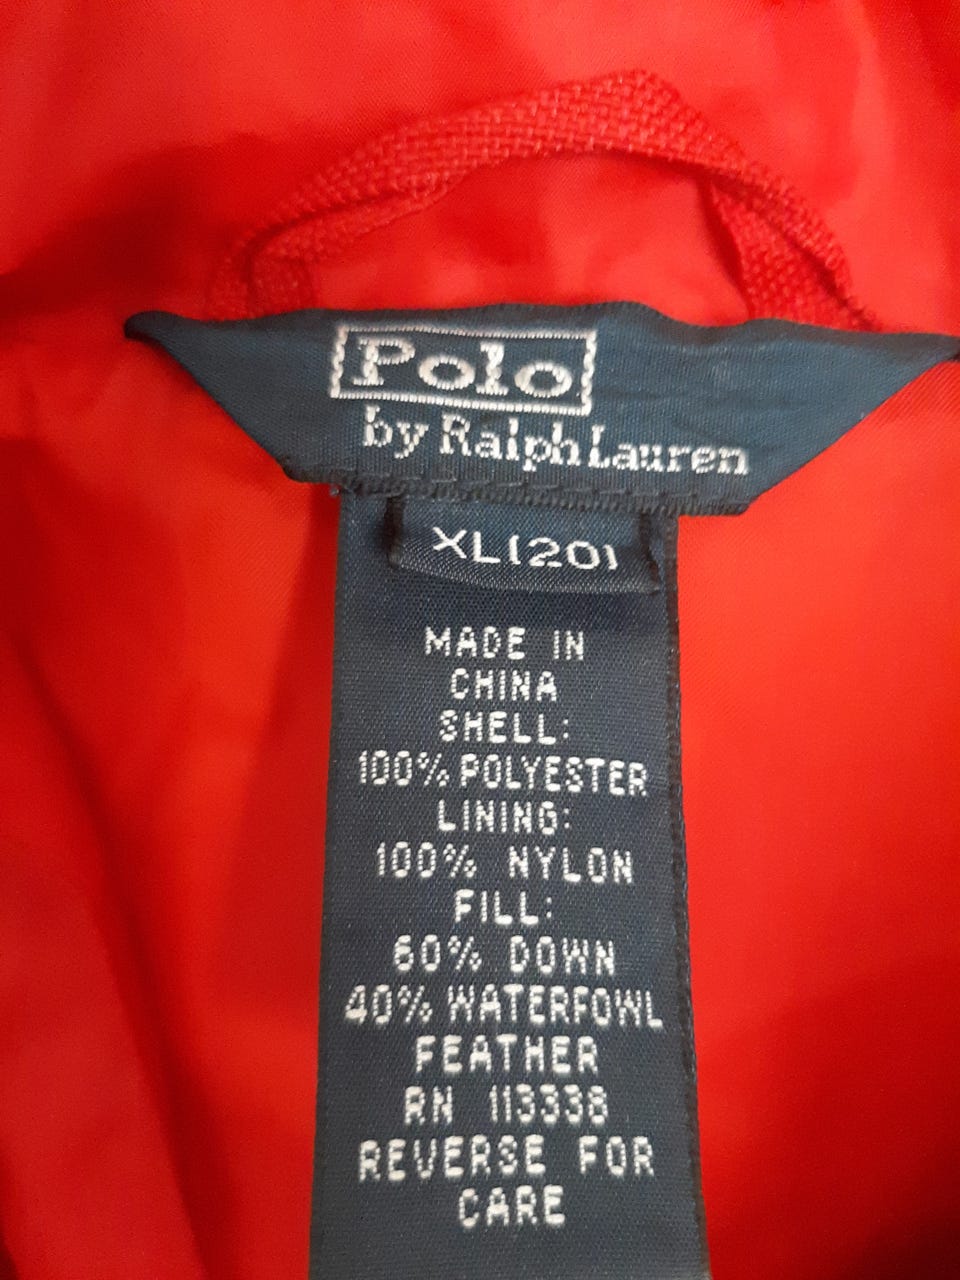 Polo
by Ralph Lauren
XL(20)
MADE IN
CHINA
SHELL:
100% POLYESTER
LINING:
100% NYLON
FILL:
60% DOWN
40% WATERFOWL
FEATHER
RN 113338
REVERSE FOR
CARE